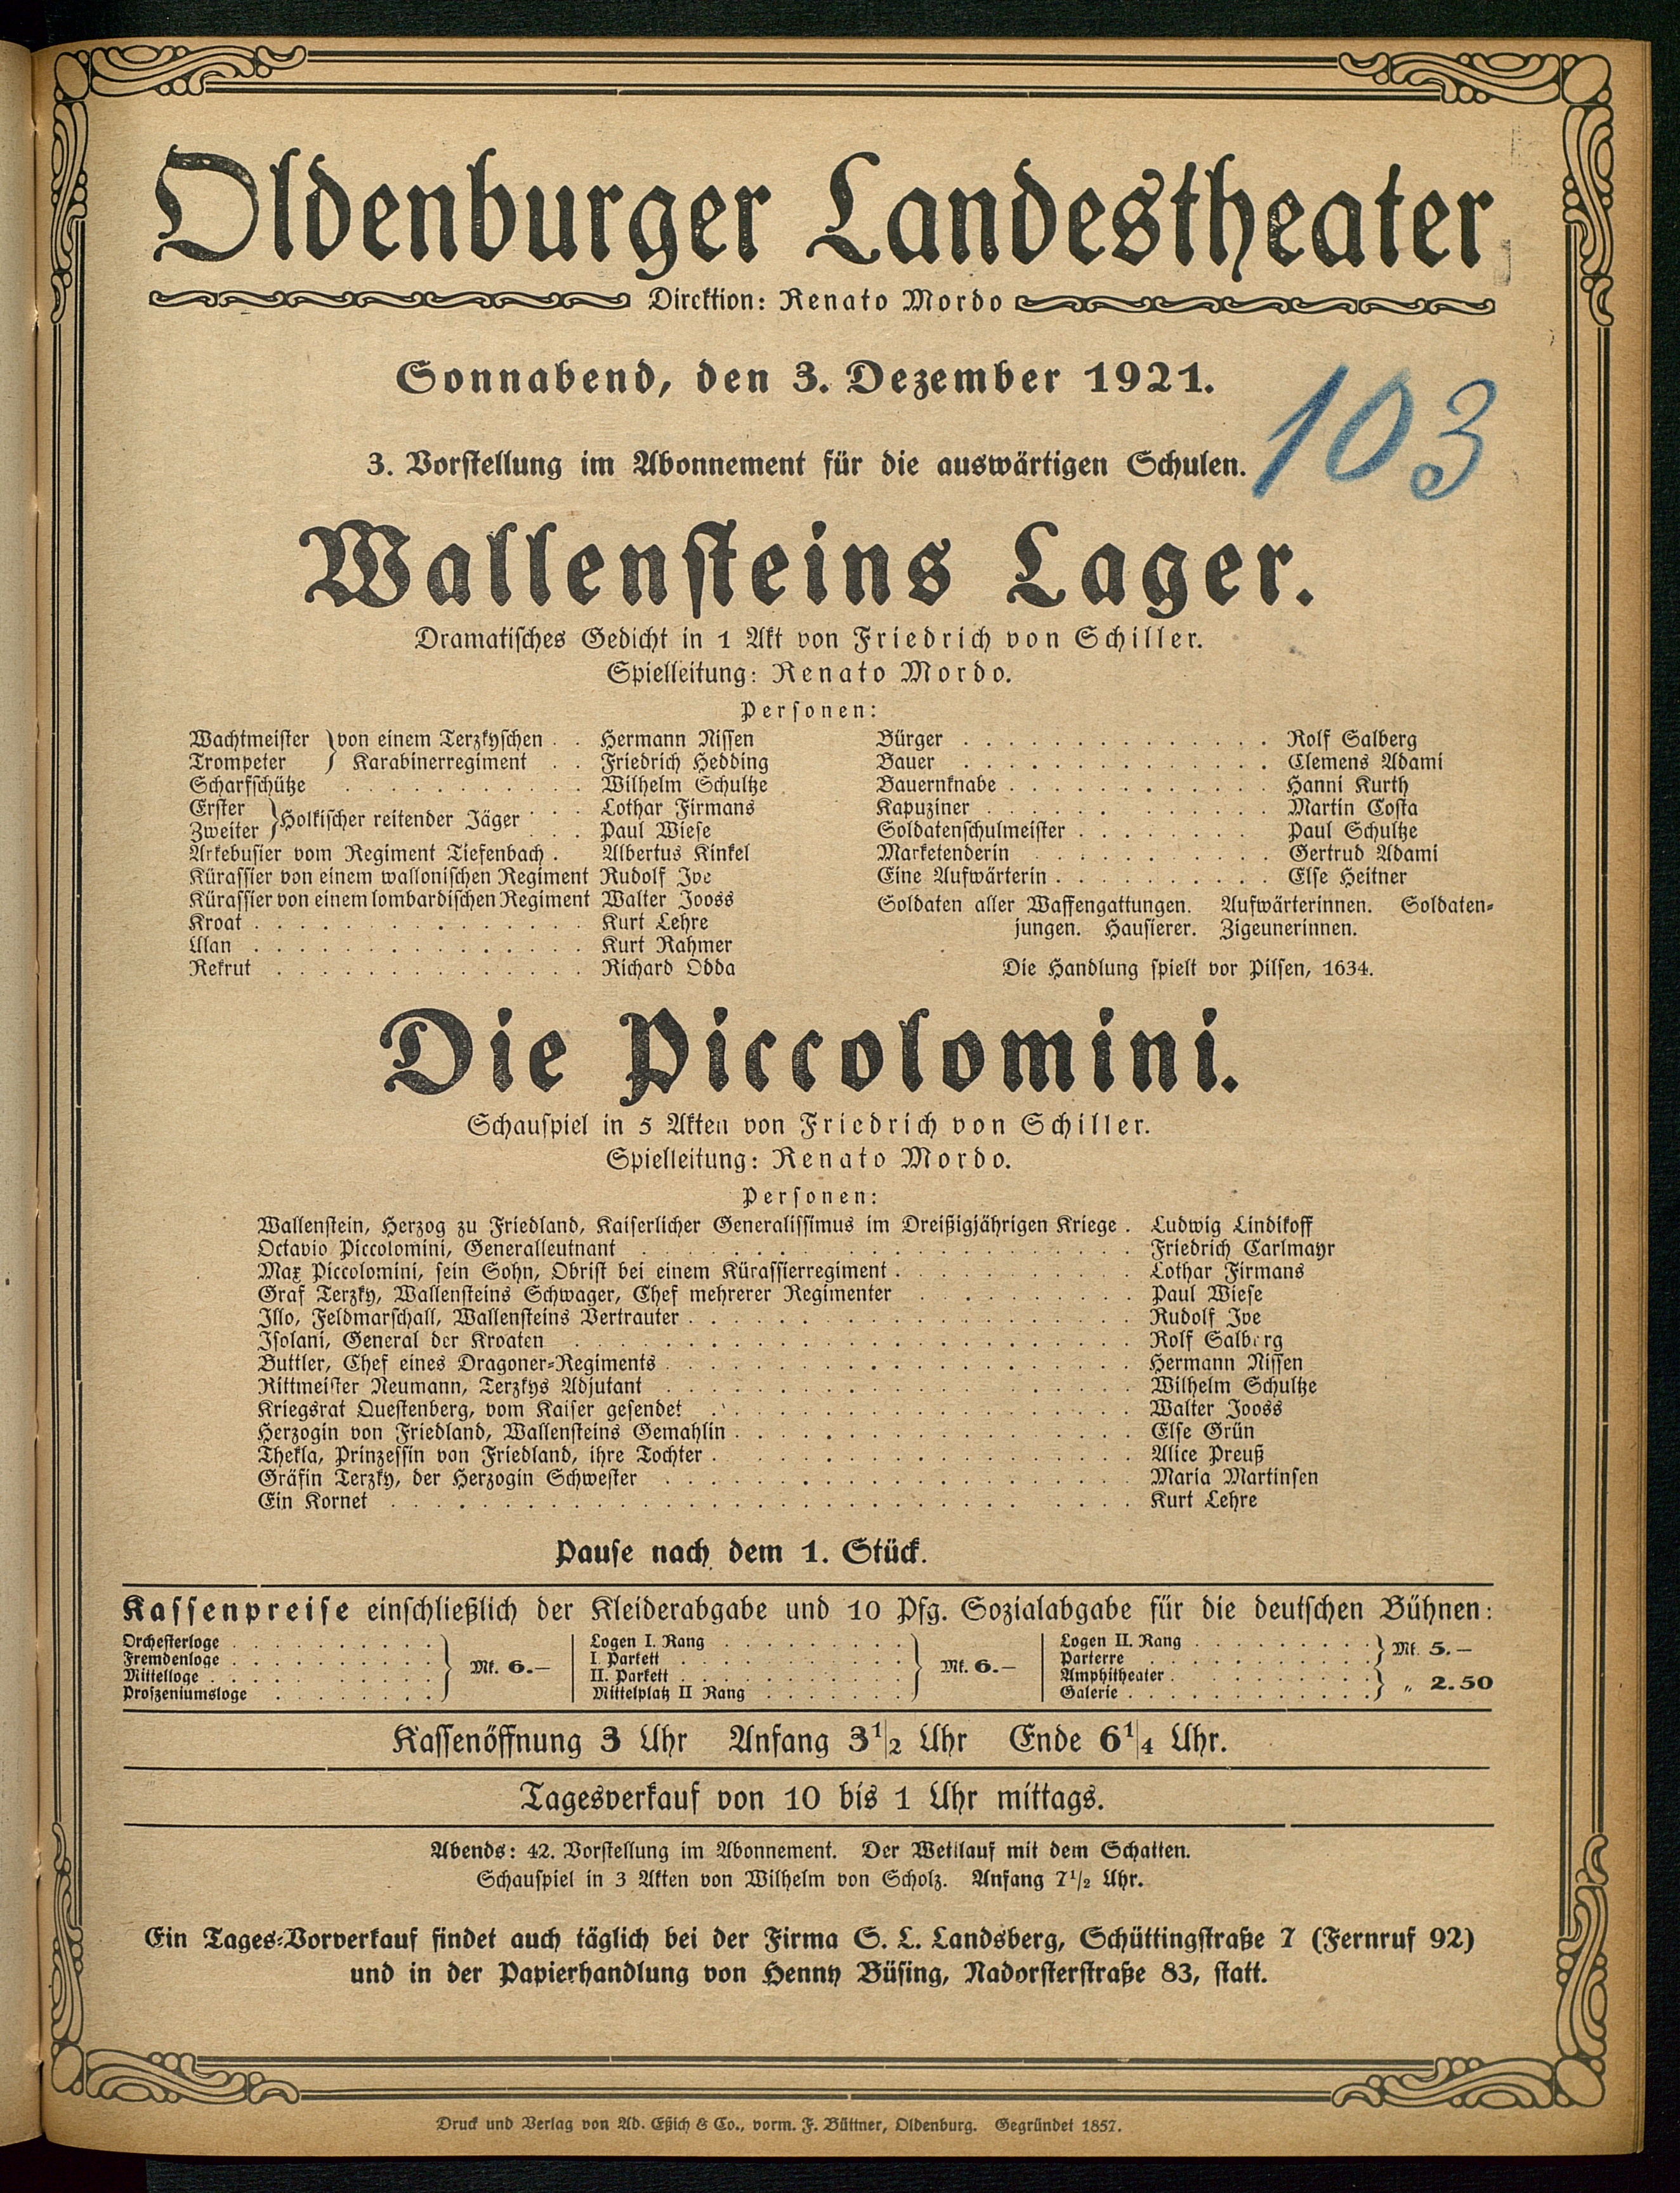 Oldenburger Landestheater
Direktion: Renato Mordo
Sonnabend, den 3. Dezember 1921.
103
3. Vorstellung im Abonnement für die auswärtigen Schulen.
Wallensteins Lager.
Dramatisches Gedicht in 1 Akt von Friedrich von Schiller.
Spielleitung: Renato Mordo.
Personen:
Wachtmeister } von einem Terzkyschen . . Hermann Nissen
Trompeter } Karabinerregiment . . Friedrich Hedding
Scharfschütze . . . Wilhelm Schultze
Erster } Holkischer reitender Jäger . . . Lothar Firmans
Zweiter } . . . Paul Wiese
Arkebusier vom Regiment Tiefenbach . Albertus Kinkel
Kürassier von einem wallonischen Regiment Rudolf Ive
Kürassier von einem lombardischen Regiment Walter Jooss
Kroat . . . Kurt Lehre
Ulan . . . Kurt Rahmer
Rekrut . . . Richard Odda
Bürger . . . Rolf Salberg
Bauer . . . Clemens Adami
Bauernknabe . . . Hanni Kurth
Kapuziner . . . Martin Costa
Soldatenschulmeister . . . Paul Schultze
Marketenderin . . . Gertrud Adami
Eine Aufwärterin . . . Else Heitner
Soldaten aller Waffengattungen. Aufwärterinnen. Soldaten-
jungen. Hausierer. Zigeunerinnen.
Die Handlung spielt vor Pilsen, 1634.
Die Piccolomini.
Schauspiel in 5 Akten von Friedrich von Schiller.
Spielleitung: Renato Mordo.
Personen:
Wallenstein, Herzog zu Friedland, Kaiserlicher Generalissimus im Dreißigjährigen Kriege . Ludwig Lindikoff
Octavio Piccolomini, Generalleutnant . . . Friedrich Carlmayr
Max Piccolomini, sein Sohn, Obrist bei einem Kürassierregiment . . . Lothar Firmans
Graf Terzky, Wallensteins Schwager, Chef mehrerer Regimenter . . . Paul Wiese
Illo, Feldmarschall, Wallensteins Vertrauter . . . Rudolf Ive
Isolani, General der Kroaten . . . Rolf Salberg
Buttler, Chef eines Dragoner-Regiments . . . Hermann Nissen
Rittmeister Neumann, Terzkys Adjutant . . . Wilhelm Schultze
Kriegsrat Questenberg, vom Kaiser gesendet . . . Walter Jooss
Herzogin von Friedland, Wallensteins Gemahlin . . . Else Grün
Thekla, Prinzessin von Friedland, ihre Tochter . . . Alice Preuß
Gräfin Terzky, der Herzogin Schwester . . . Maria Martinsen
Ein Kornet . . . Kurt Lehre
Pause nach dem 1. Stück.
Kassenpreise einschließlich der Kleiderabgabe und 10 Pfg. Sozialabgabe für die deutschen Bühnen:
Orchesterloge
Fremdenloge
Mittelloge
Proszeniumsloge
Mk. 6.—
Logen I. Rang
I. Parkett
II. Parkett
Mittelplatz II Rang
Mk. 6.—
Logen II. Rang
Parterre
Mk. 5.—
Amphitheater
Galerie
„ 2.50
Kassenöffnung 3 Uhr Anfang 3 1/2 Uhr Ende 6 1/4 Uhr.
Tagesverkauf von 10 bis 1 Uhr mittags.
Abends: 42. Vorstellung im Abonnement. Der Wettlauf mit dem Schatten.
Schauspiel in 3 Akten von Wilhelm von Scholz. Anfang 7 1/2 Uhr.
Ein Tages-Vorverkauf findet auch täglich bei der Firma S. L. Landsberg, Schüttingstraße 7 (Fernruf 92)
und in der Papierhandlung von Henny Büsing, Nadorsterstraße 83, statt.
Druck und Verlag von Ad. Eßich & Co., vorm. F. Büttner, Oldenburg. Gegründet 1857.